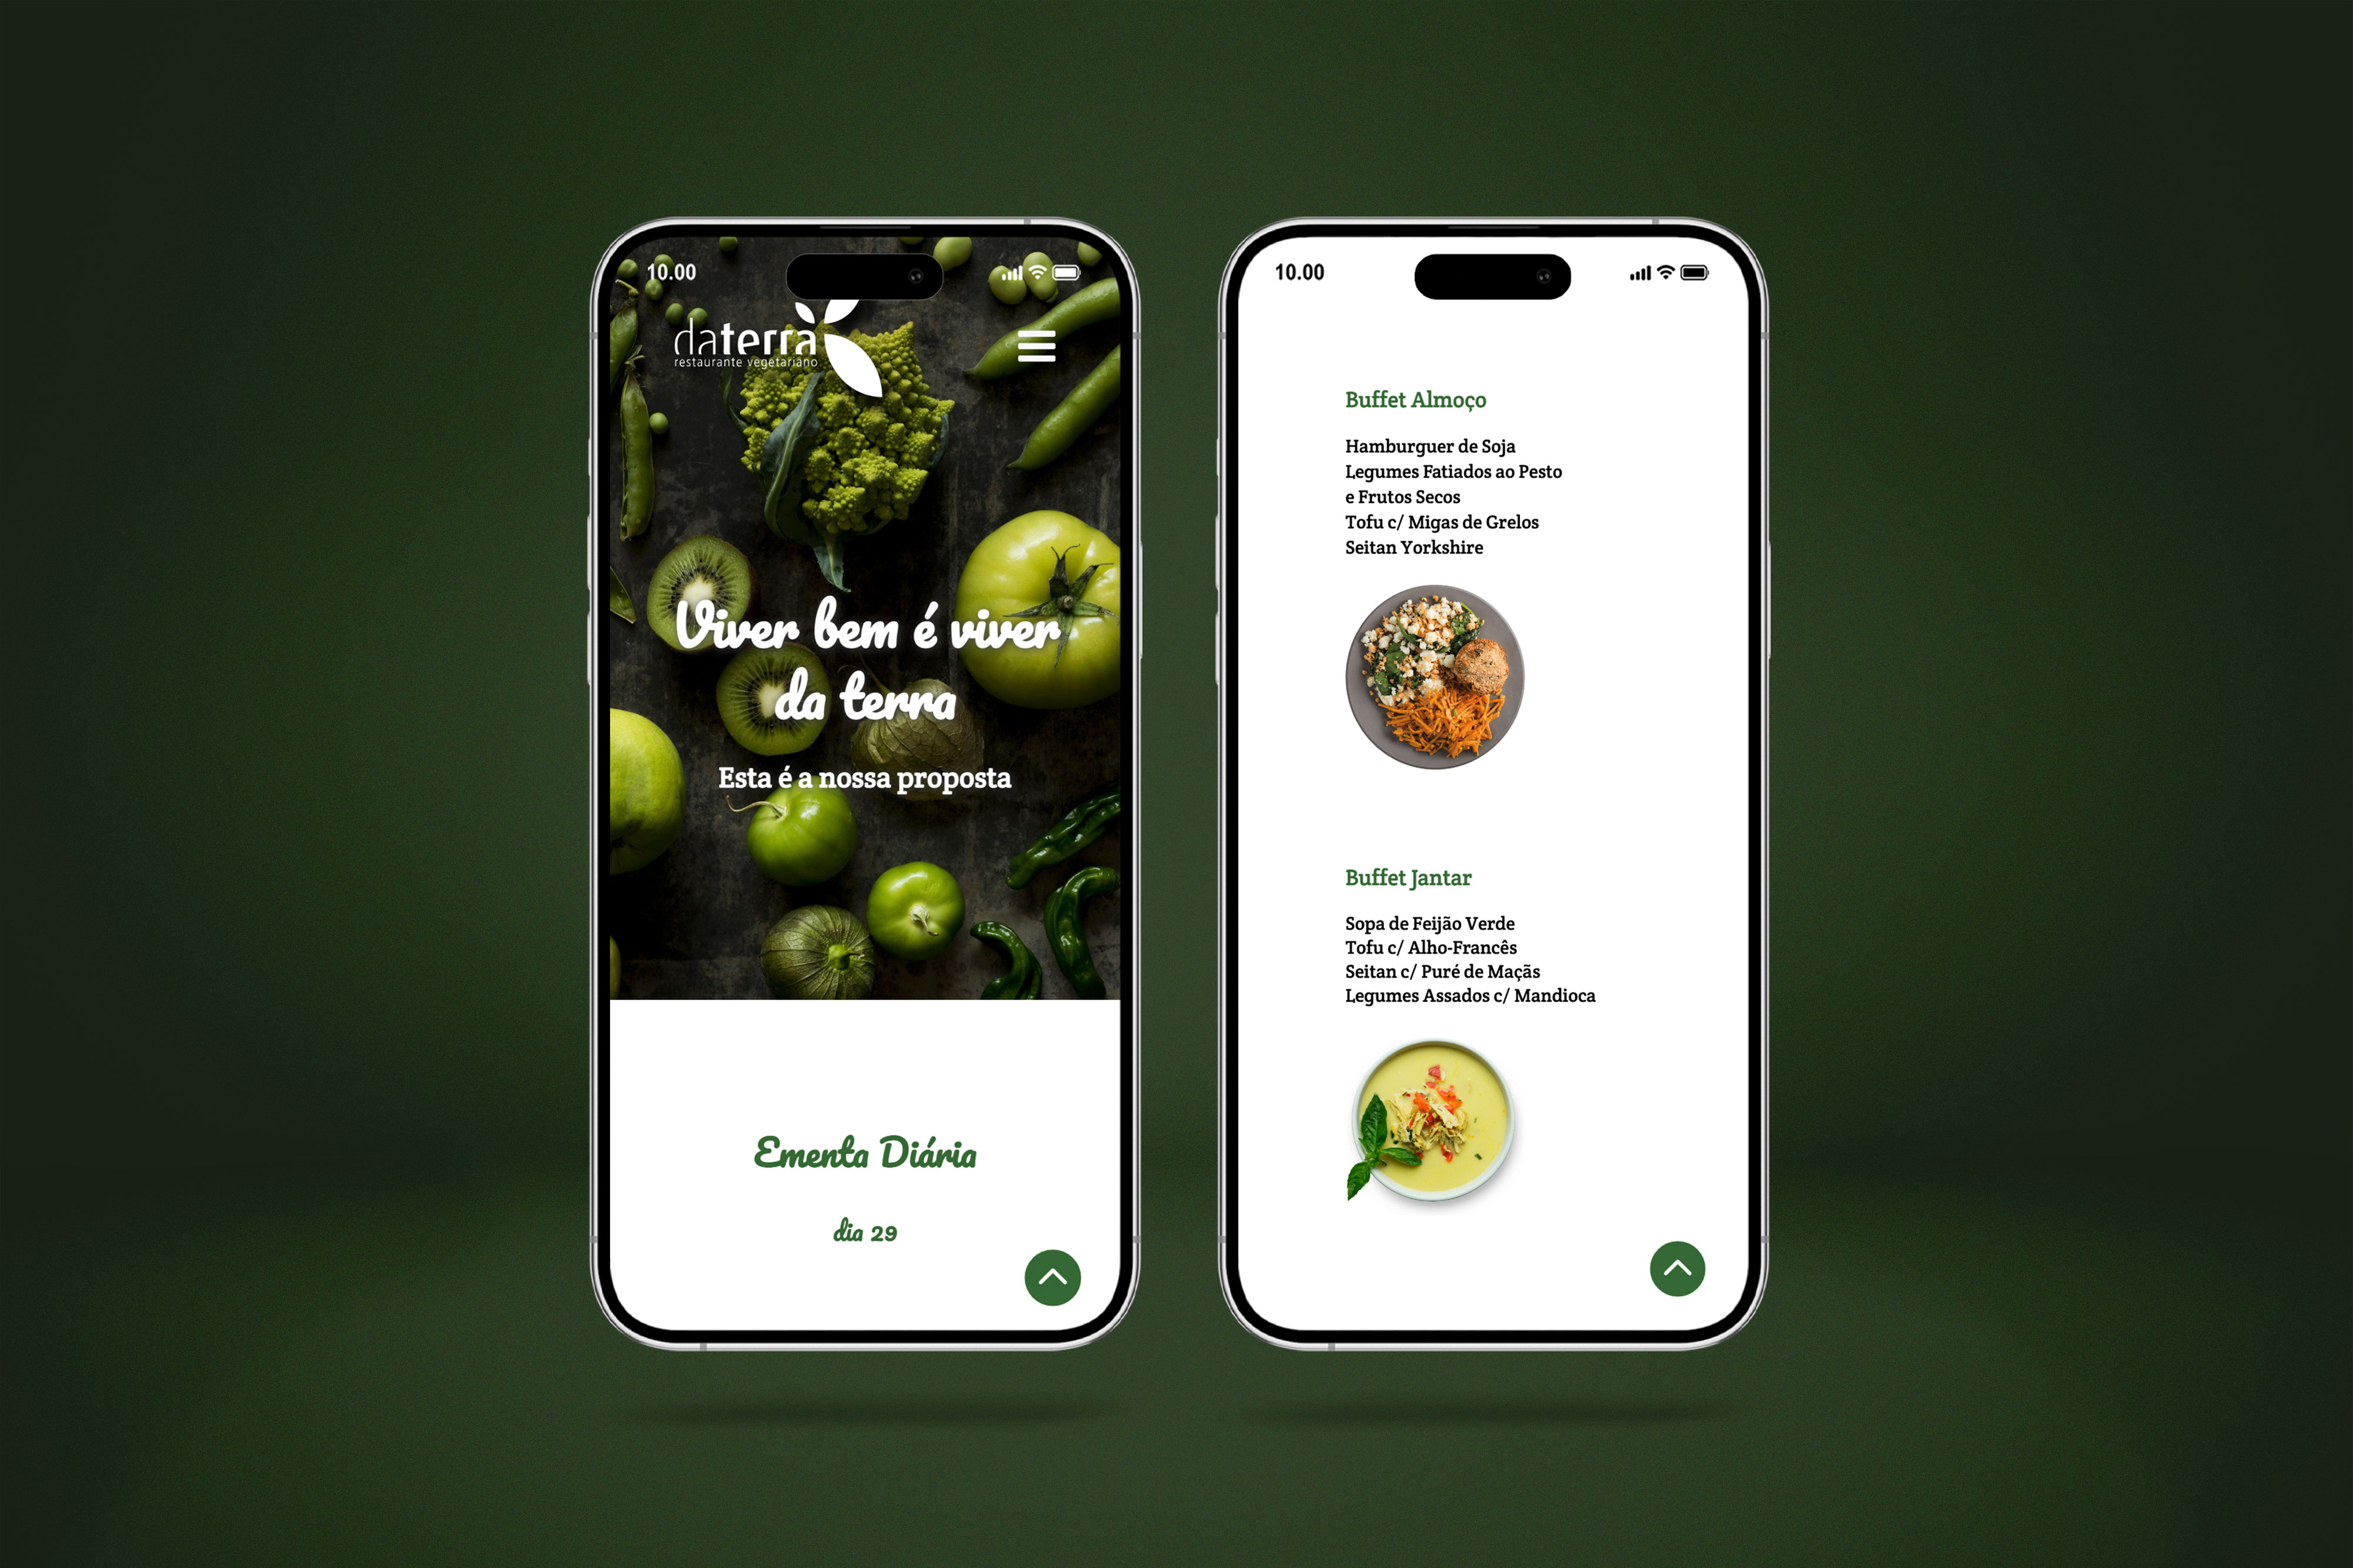 10.00
daterra
restaurante vegetariano
Viver bem é viver
da terra
Esta é a nossa proposta
Ementa Diária
dia 29
10.00
Buffet Almoço
Hamburguer de Soja
Legumes Fatiados ao Pesto
e Frutos Secos
Tofu c/ Migas de Grelos
Seitan Yorkshire
Buffet Jantar
Sopa de Feijão Verde
Tofu c/ Alho-Francês
Seitan c/ Puré de Maçãs
Legumes Assados c/ Mandioca